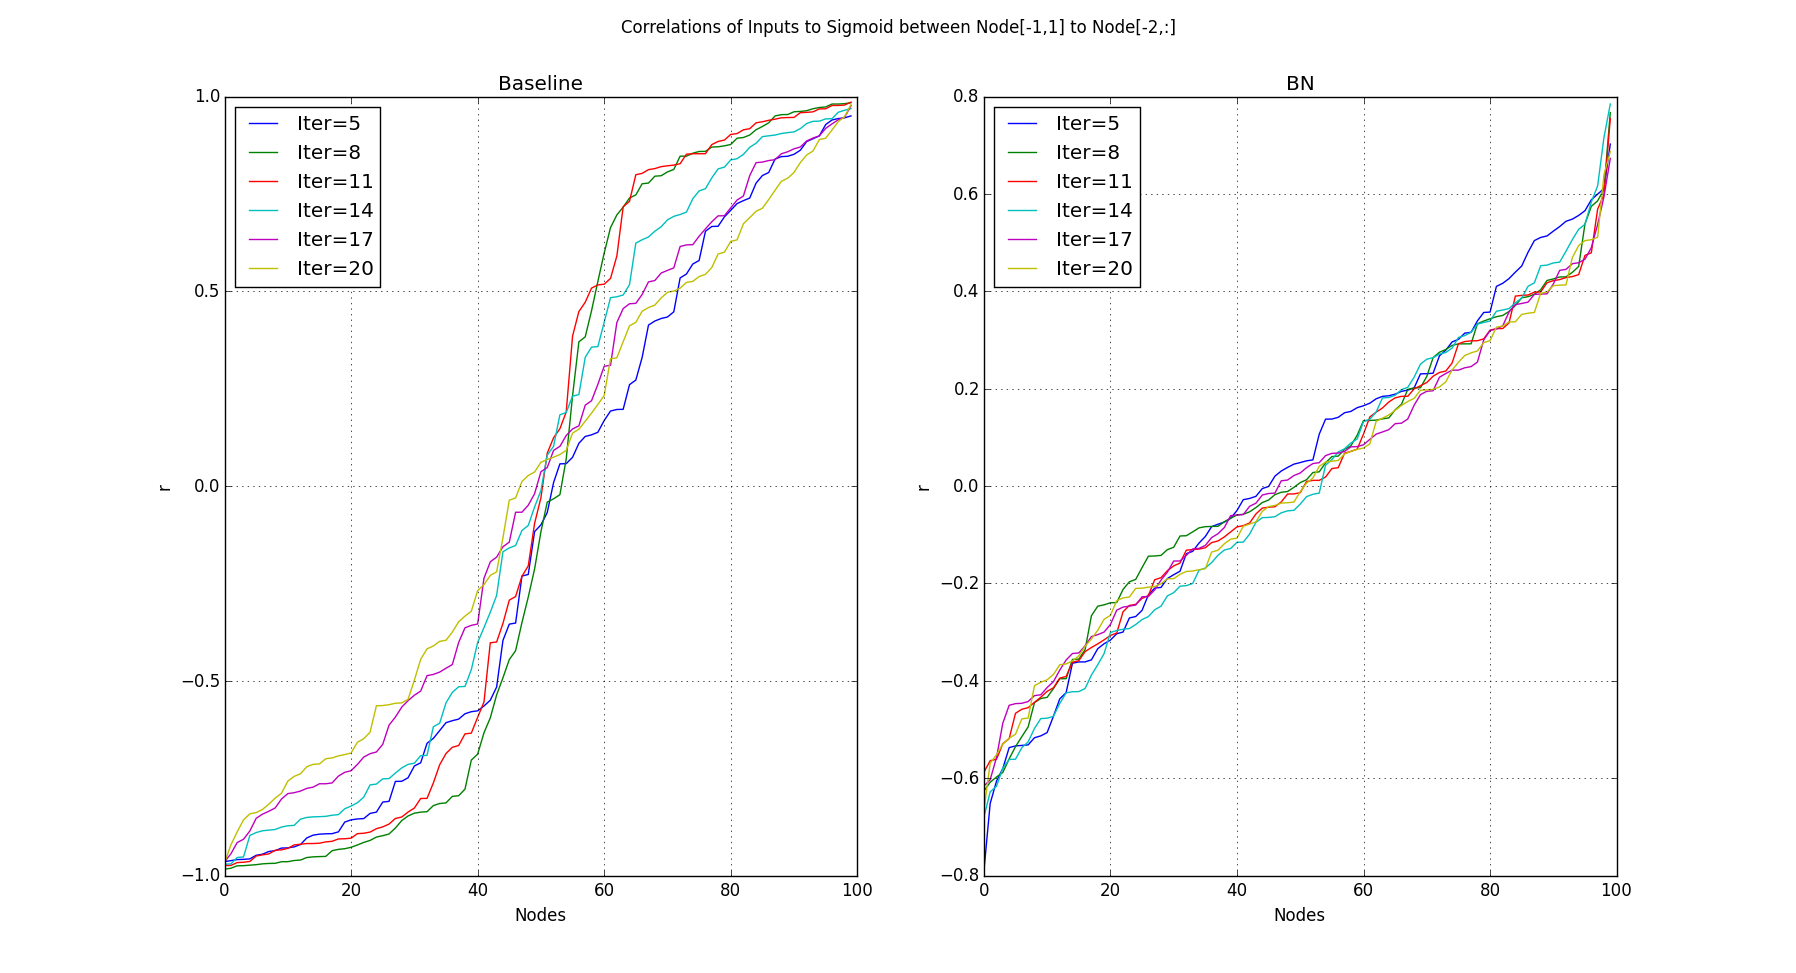 Correlations of Inputs to Sigmoid between Node[-1,1] to Node[-2,:]
Baseline
1.0
0.5
0.0
−0.5
−1.0
r
Iter=5
Iter=8
Iter=11
Iter=14
Iter=17
Iter=20
0 20 40 60 80 100
Nodes
BN
0.8
0.6
0.4
0.2
0.0
−0.2
−0.4
−0.6
−0.8
r
Iter=5
Iter=8
Iter=11
Iter=14
Iter=17
Iter=20
0 20 40 60 80 100
Nodes